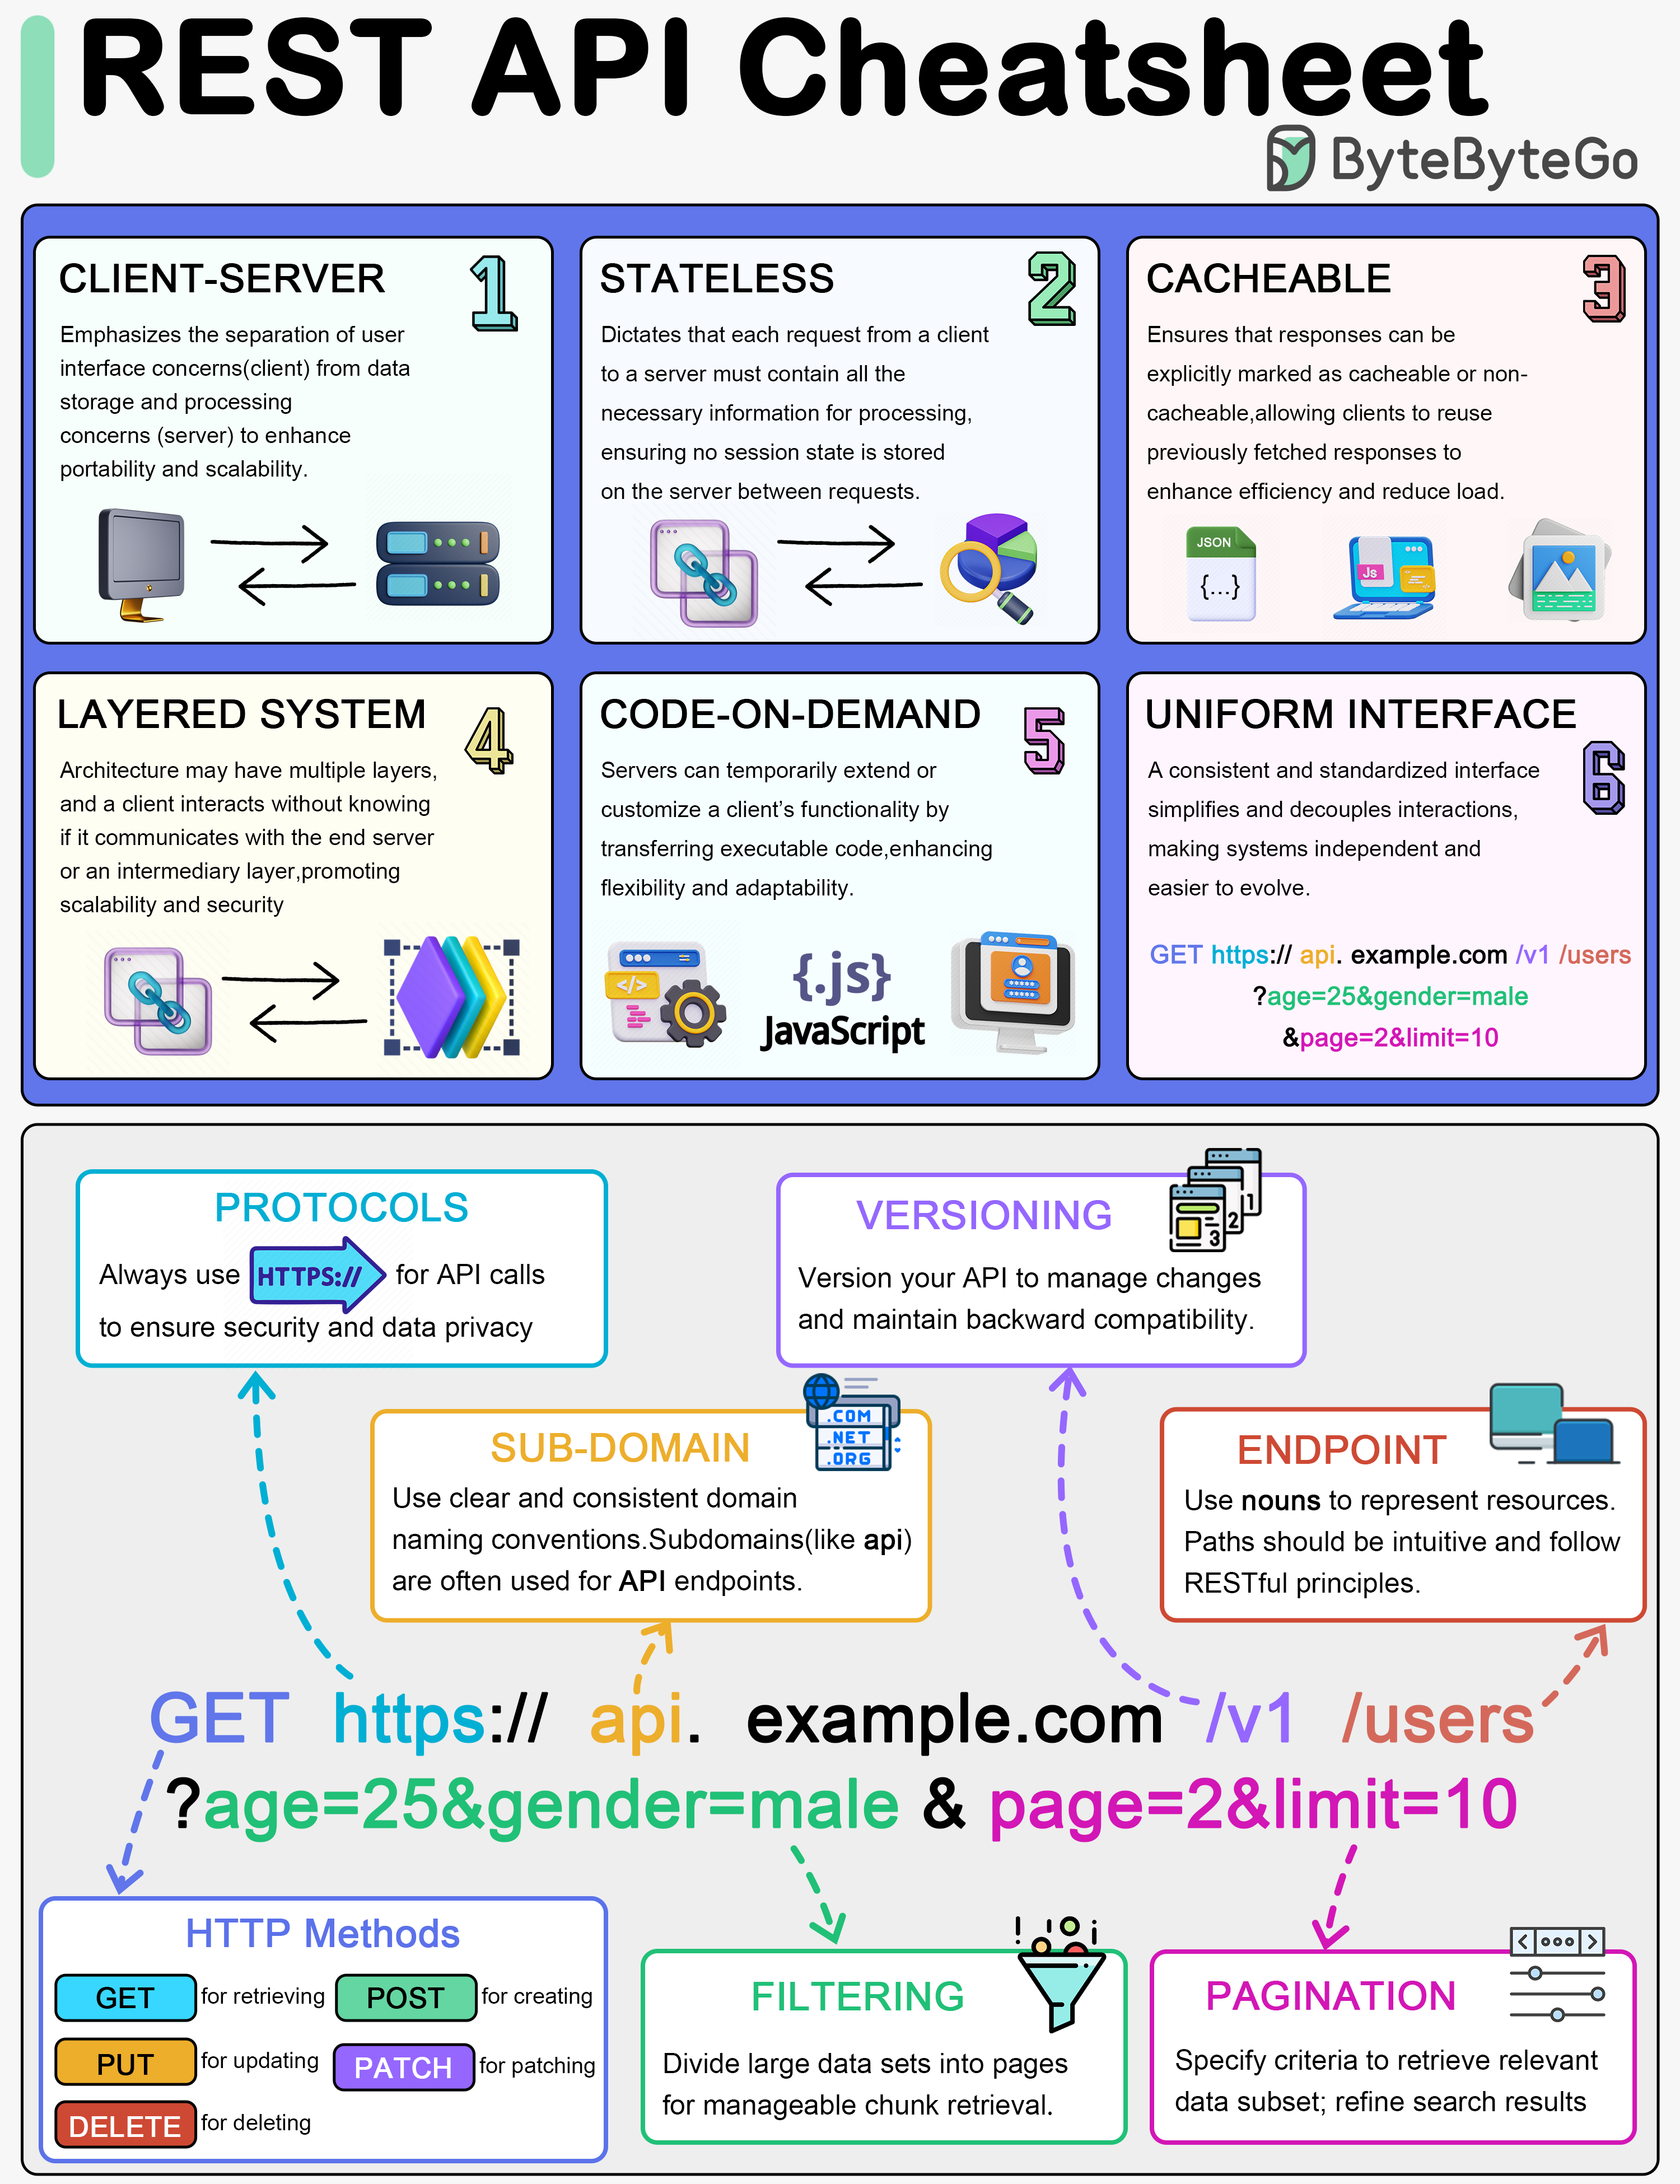 REST API Cheatsheet
ByteByteGo
CLIENT-SERVER
1
Emphasizes the separation of user
interface concerns(client) from data
storage and processing
concerns (server) to enhance
portability and scalability.
STATELESS
2
Dictates that each request from a client
to a server must contain all the
necessary information for processing,
ensuring no session state is stored
on the server between requests.
CACHEABLE
3
Ensures that responses can be
explicitly marked as cacheable or non-
cacheable,allowing clients to reuse
previously fetched responses to
enhance efficiency and reduce load.
JSON
{...}
Js
LAYERED SYSTEM
4
Architecture may have multiple layers,
and a client interacts without knowing
if it communicates with the end server
or an intermediary layer,promoting
scalability and security
CODE-ON-DEMAND
5
Servers can temporarily extend or
customize a client’s functionality by
transferring executable code,enhancing
flexibility and adaptability.
</>
{.js}
JavaScript
UNIFORM INTERFACE
6
A consistent and standardized interface
simplifies and decouples interactions,
making systems independent and
easier to evolve.
GET https:// api. example.com /v1 /users
?age=25&gender=male
&page=2&limit=10
PROTOCOLS
Always use HTTPS:// for API calls
to ensure security and data privacy
VERSIONING
1
2
3
Version your API to manage changes
and maintain backward compatibility.
SUB-DOMAIN
.COM
.NET
.ORG
Use clear and consistent domain
naming conventions.Subdomains(like api)
are often used for API endpoints.
ENDPOINT
Use nouns to represent resources.
Paths should be intuitive and follow
RESTful principles.
GET https:// api. example.com /v1 /users
?age=25&gender=male & page=2&limit=10
HTTP Methods
GET for retrieving POST for creating
PUT for updating PATCH for patching
DELETE for deleting
FILTERING
Divide large data sets into pages
for manageable chunk retrieval.
PAGINATION
Specify criteria to retrieve relevant
data subset; refine search results